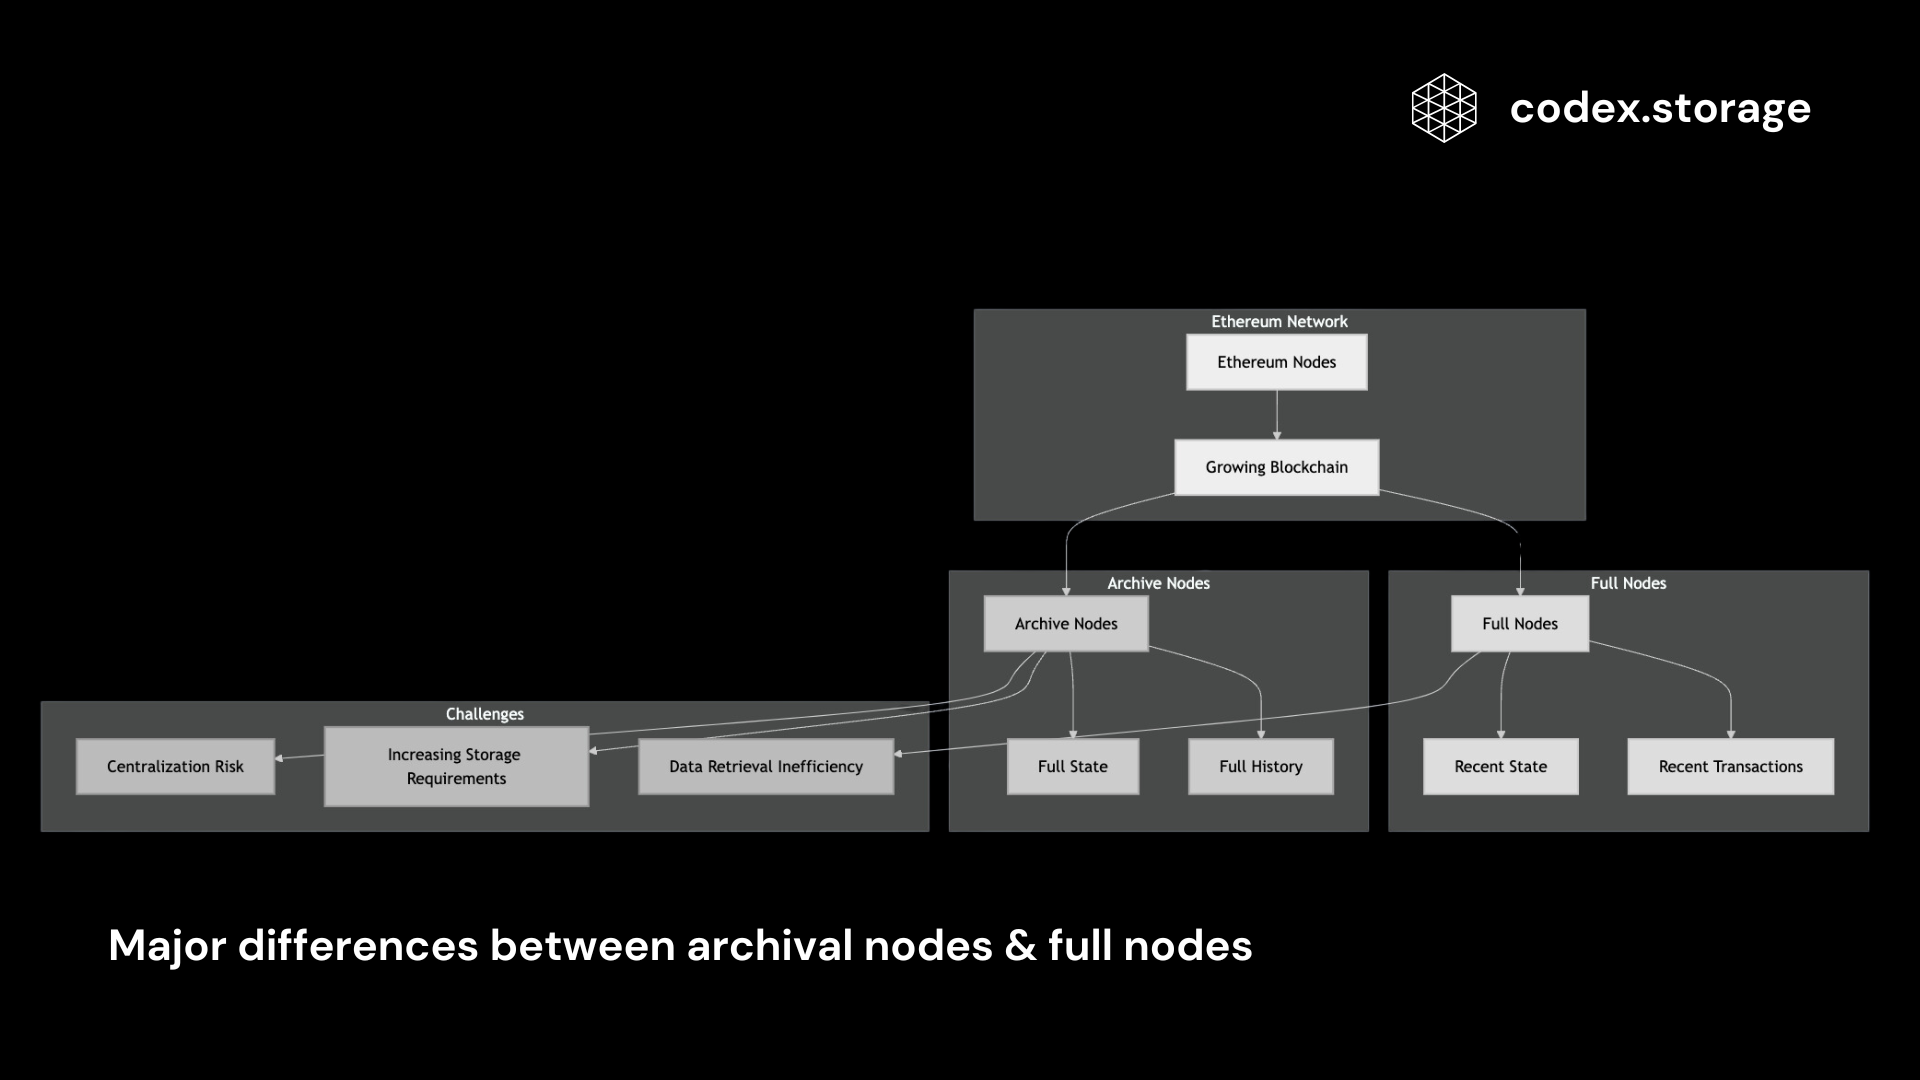 codex.storage
Ethereum Network
Ethereum Nodes
Growing Blockchain
Archive Nodes
Archive Nodes
Full State
Full History
Full Nodes
Full Nodes
Recent State
Recent Transactions
Challenges
Centralization Risk
Increasing Storage
Requirements
Data Retrieval Inefficiency
Major differences between archival nodes & full nodes